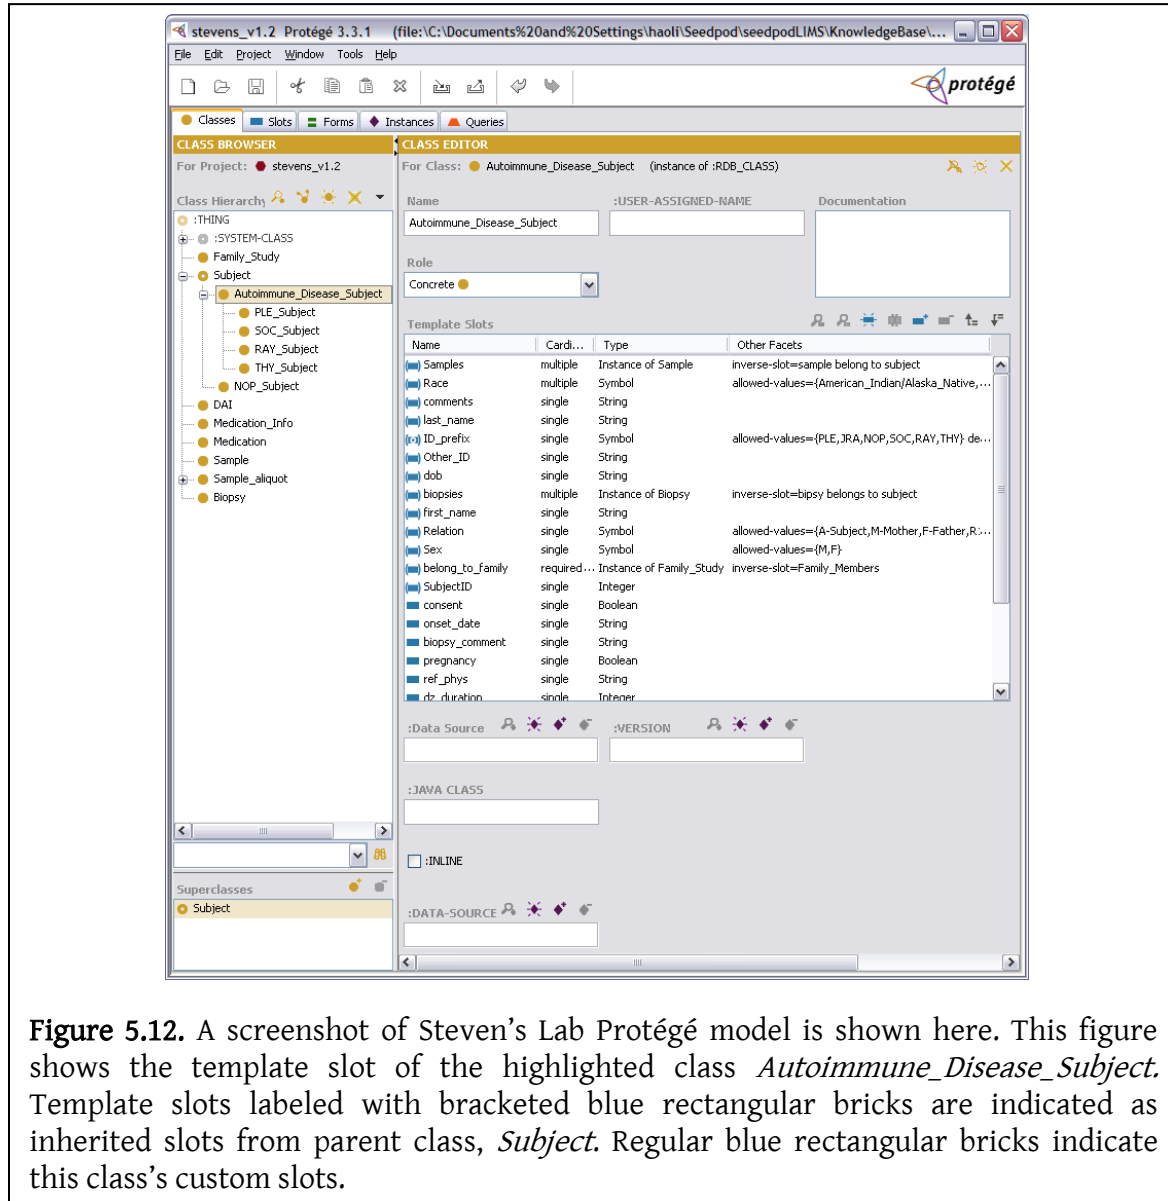 stevens_v1.2 Protégé 3.3.1 (file:\C:\Documents%20and%20Settings\haoli\Seedpod\seedpodLIMS\KnowledgeBase\...
File Edit Project Window Tools Help
protégé
Classes Slots Forms Instances Queries
CLASS BROWSER
For Project: stevens_v1.2
Class Hierarchy
:THING
:SYSTEM-CLASS
Family_Study
Subject
Autoimmune_Disease_Subject
PLE_Subject
SOC_Subject
RAY_Subject
THY_Subject
NOP_Subject
DAI
Medication_Info
Medication
Sample
Sample_aliquot
Biopsy
Superclasses
Subject
CLASS EDITOR
For Class: Autoimmune_Disease_Subject (instance of :RDB_CLASS)
Name :USER-ASSIGNED-NAME Documentation
Autoimmune_Disease_Subject
Role
Concrete
Template Slots
Name Cardi... Type Other Facets
Samples multiple Instance of Sample inverse-slot=sample belong to subject
Race multiple Symbol allowed-values={American_Indian/Alaska_Native,...
comments single String
last_name single String
ID_prefix single Symbol allowed-values={PLE,JRA,NOP,SOC,RAY,THY} de...
Other_ID single String
dob single String
biopsies multiple Instance of Biopsy inverse-slot=bipsy belongs to subject
first_name single String
Relation single Symbol allowed-values={A-Subject,M-Mother,F-Father,R:...
Sex single Symbol allowed-values={M,F}
belong_to_family required... Instance of Family_Study inverse-slot=Family_Members
SubjectID single Integer
consent single Boolean
onset_date single String
biopsy_comment single String
pregnancy single Boolean
ref_phys single String
dz_duration single Integer
:Data Source :VERSION
:JAVA CLASS
:INLINE
:DATA-SOURCE
Figure 5.12. A screenshot of Steven's Lab Protégé model is shown here. This figure
shows the template slot of the highlighted class Autoimmune_Disease_Subject.
Template slots labeled with bracketed blue rectangular bricks are indicated as
inherited slots from parent class, Subject. Regular blue rectangular bricks indicate
this class's custom slots.